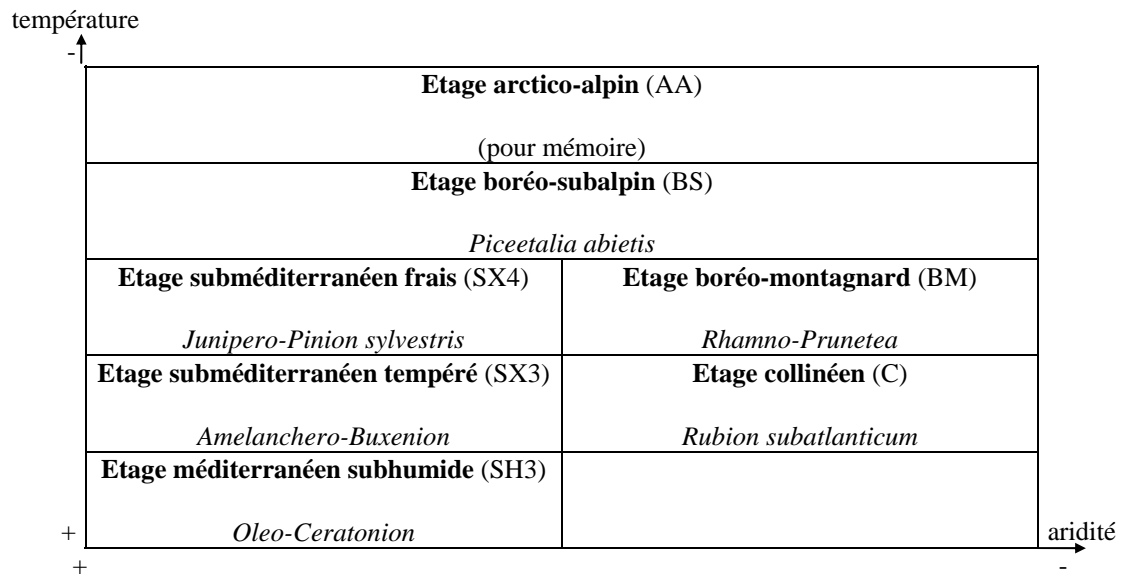 température
-
Etage arctico-alpin (AA)
(pour mémoire)
Etage boréo-subalpin (BS)
Piceetalia abietis
Etage subméditerranéen frais (SX4)
Junipero-Pinion sylvestris
Etage boréo-montagnard (BM)
Rhamno-Prunetea
Etage subméditerranéen tempéré (SX3)
Amelanchero-Buxenion
Etage collinéen (C)
Rubion subatlanticum
Etage méditerranéen subhumide (SH3)
Oleo-Ceratonion
+
aridité
+
-